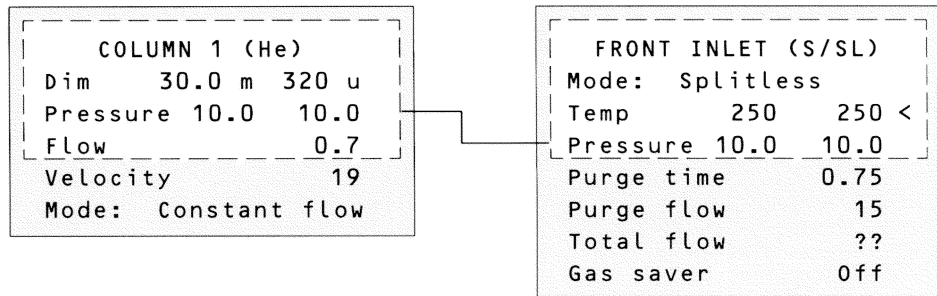 COLUMN 1 (He)
Dim 30.0 m 320 u
Pressure 10.0 10.0
Flow 0.7
Velocity 19
Mode: Constant flow
FRONT INLET (S/SL)
Mode: Splitless
Temp 250 250 <
Pressure 10.0 10.0
Purge time 0.75
Purge flow 15
Total flow ??
Gas saver Off